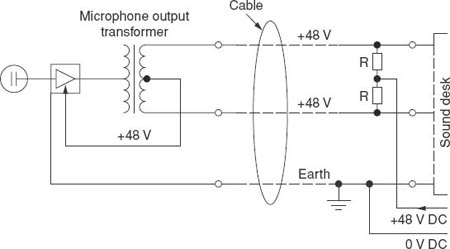 Cable
Microphone output
transformer
+48 V
R
R
+48 V
+48 V
Sound desk
Earth
+48 V DC
0 V DC